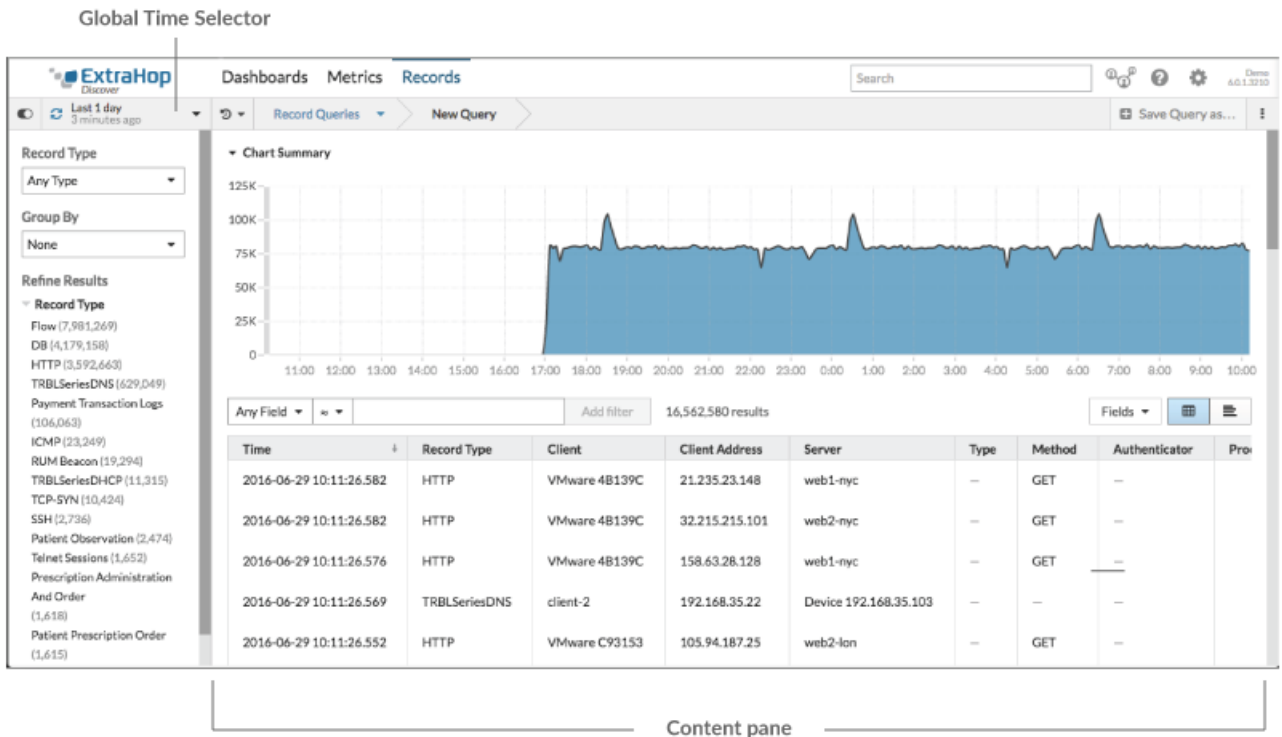 Global Time Selector
ExtraHop
Discover
Dashboards Metrics Records
Search
Demo
6.0.1.3210
Last 1 day
3 minutes ago
Record Queries
New Query
Save Query as...
Record Type
Any Type
Group By
None
Refine Results
Record Type
Flow (7,981,269)
DB (4,179,158)
HTTP (3,592,663)
TRBLSeriesDNS (629,049)
Payment Transaction Logs
(106,063)
ICMP (23,249)
RUM Beacon (19,294)
TRBLSeriesDHCP (11,315)
TCP-SYN (10,424)
SSH (2,736)
Patient Observation (2,474)
Telnet Sessions (1,652)
Prescription Administration
And Order
(1,618)
Patient Prescription Order
(1,615)
Chart Summary
125K
100K
75K
50K
25K
0
11:00 12:00 13:00 14:00 15:00 16:00 17:00 18:00 19:00 20:00 21:00 22:00 23:00 0:00 1:00 2:00 3:00 4:00 5:00 6:00 7:00 8:00 9:00 10:00
Any Field ≈ Add filter 16,562,580 results Fields
Time Record Type Client Client Address Server Type Method Authenticator Pro
2016-06-29 10:11:26.582 HTTP VMware 4B139C 21.235.23.148 web1-nyc — GET —
2016-06-29 10:11:26.582 HTTP VMware 4B139C 32.215.215.101 web2-nyc — GET —
2016-06-29 10:11:26.576 HTTP VMware 4B139C 158.63.28.128 web1-nyc — GET —
2016-06-29 10:11:26.569 TRBLSeriesDNS client-2 192.168.35.22 Device 192.168.35.103 — — —
2016-06-29 10:11:26.552 HTTP VMware C93153 105.94.187.25 web2-lon — GET —
Content pane